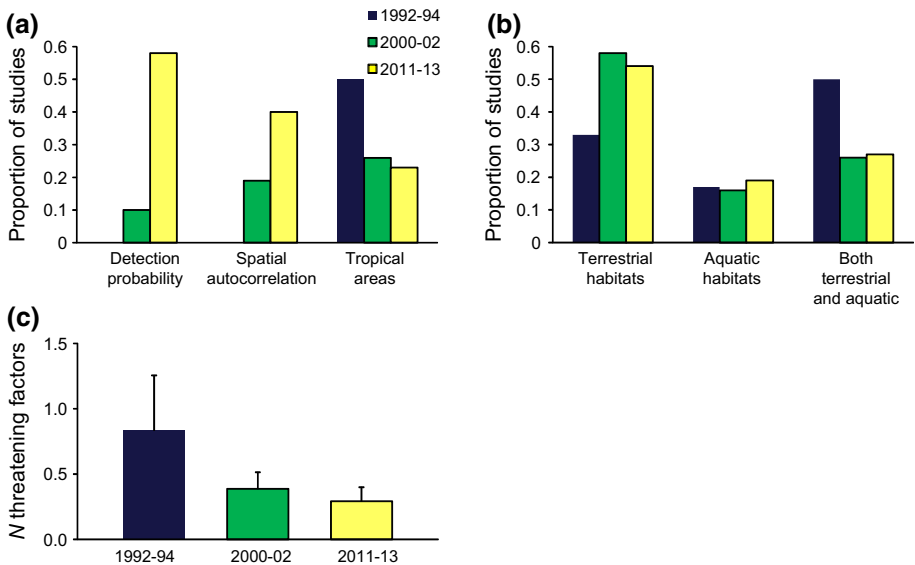 (a)
1992-94
2000-02
2011-13
Proportion of studies
0.6
0.5
0.4
0.3
0.2
0.1
0
Detection
probability
Spatial
autocorrelation
Tropical
areas
(b)
Proportion of studies
0.6
0.5
0.4
0.3
0.2
0.1
0
Terrestrial
habitats
Aquatic
habitats
Both
terrestrial
and aquatic
(c)
N threatening factors
1.5
1.0
0.5
0.0
1992-94
2000-02
2011-13